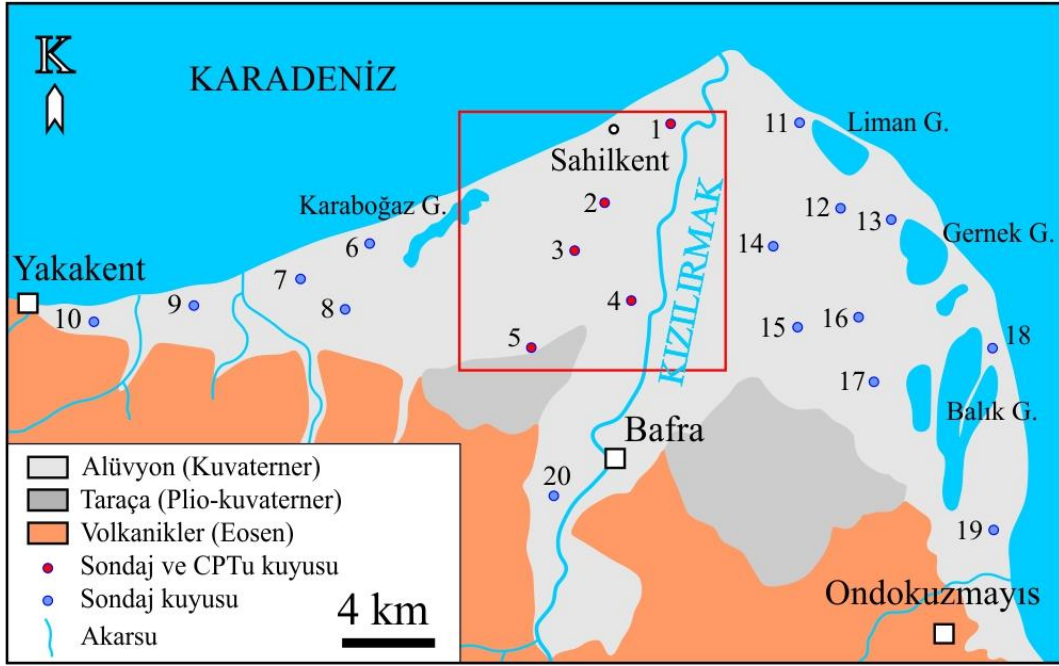 K
KARADENİZ
1
11
Liman G.
Sahilkent
Karaboğaz G.
2
12
13
6
3
14
Gernek G.
Yakakent
7
KIZILIRMAK
9
8
4
10
15
16
5
18
17
Balık G.
Bafra
20
19
Ondokuzmayıs
Alüvyon (Kuvaterner)
Taraça (Plio-kuvaterner)
Volkanikler (Eosen)
Sondaj ve CPTu kuyusu
Sondaj kuyusu
Akarsu
4 km